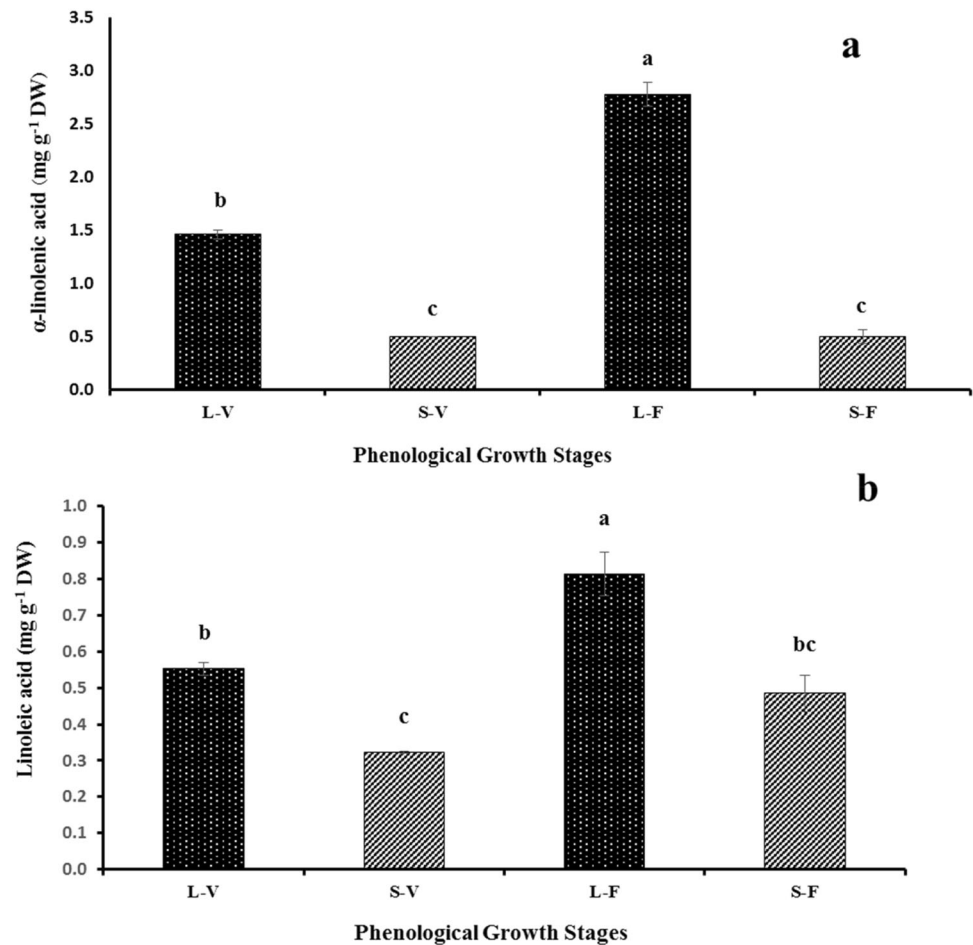 a
3.5
3.0
2.5
2.0
1.5
1.0
0.5
0.0
α-linolenic acid (mg g⁻¹ DW)
b
c
a
c
L-V S-V L-F S-F
Phenological Growth Stages
b
1.0
0.9
0.8
0.7
0.6
0.5
0.4
0.3
0.2
0.1
0.0
Linoleic acid (mg g⁻¹ DW)
b
c
a
bc
L-V S-V L-F S-F
Phenological Growth Stages